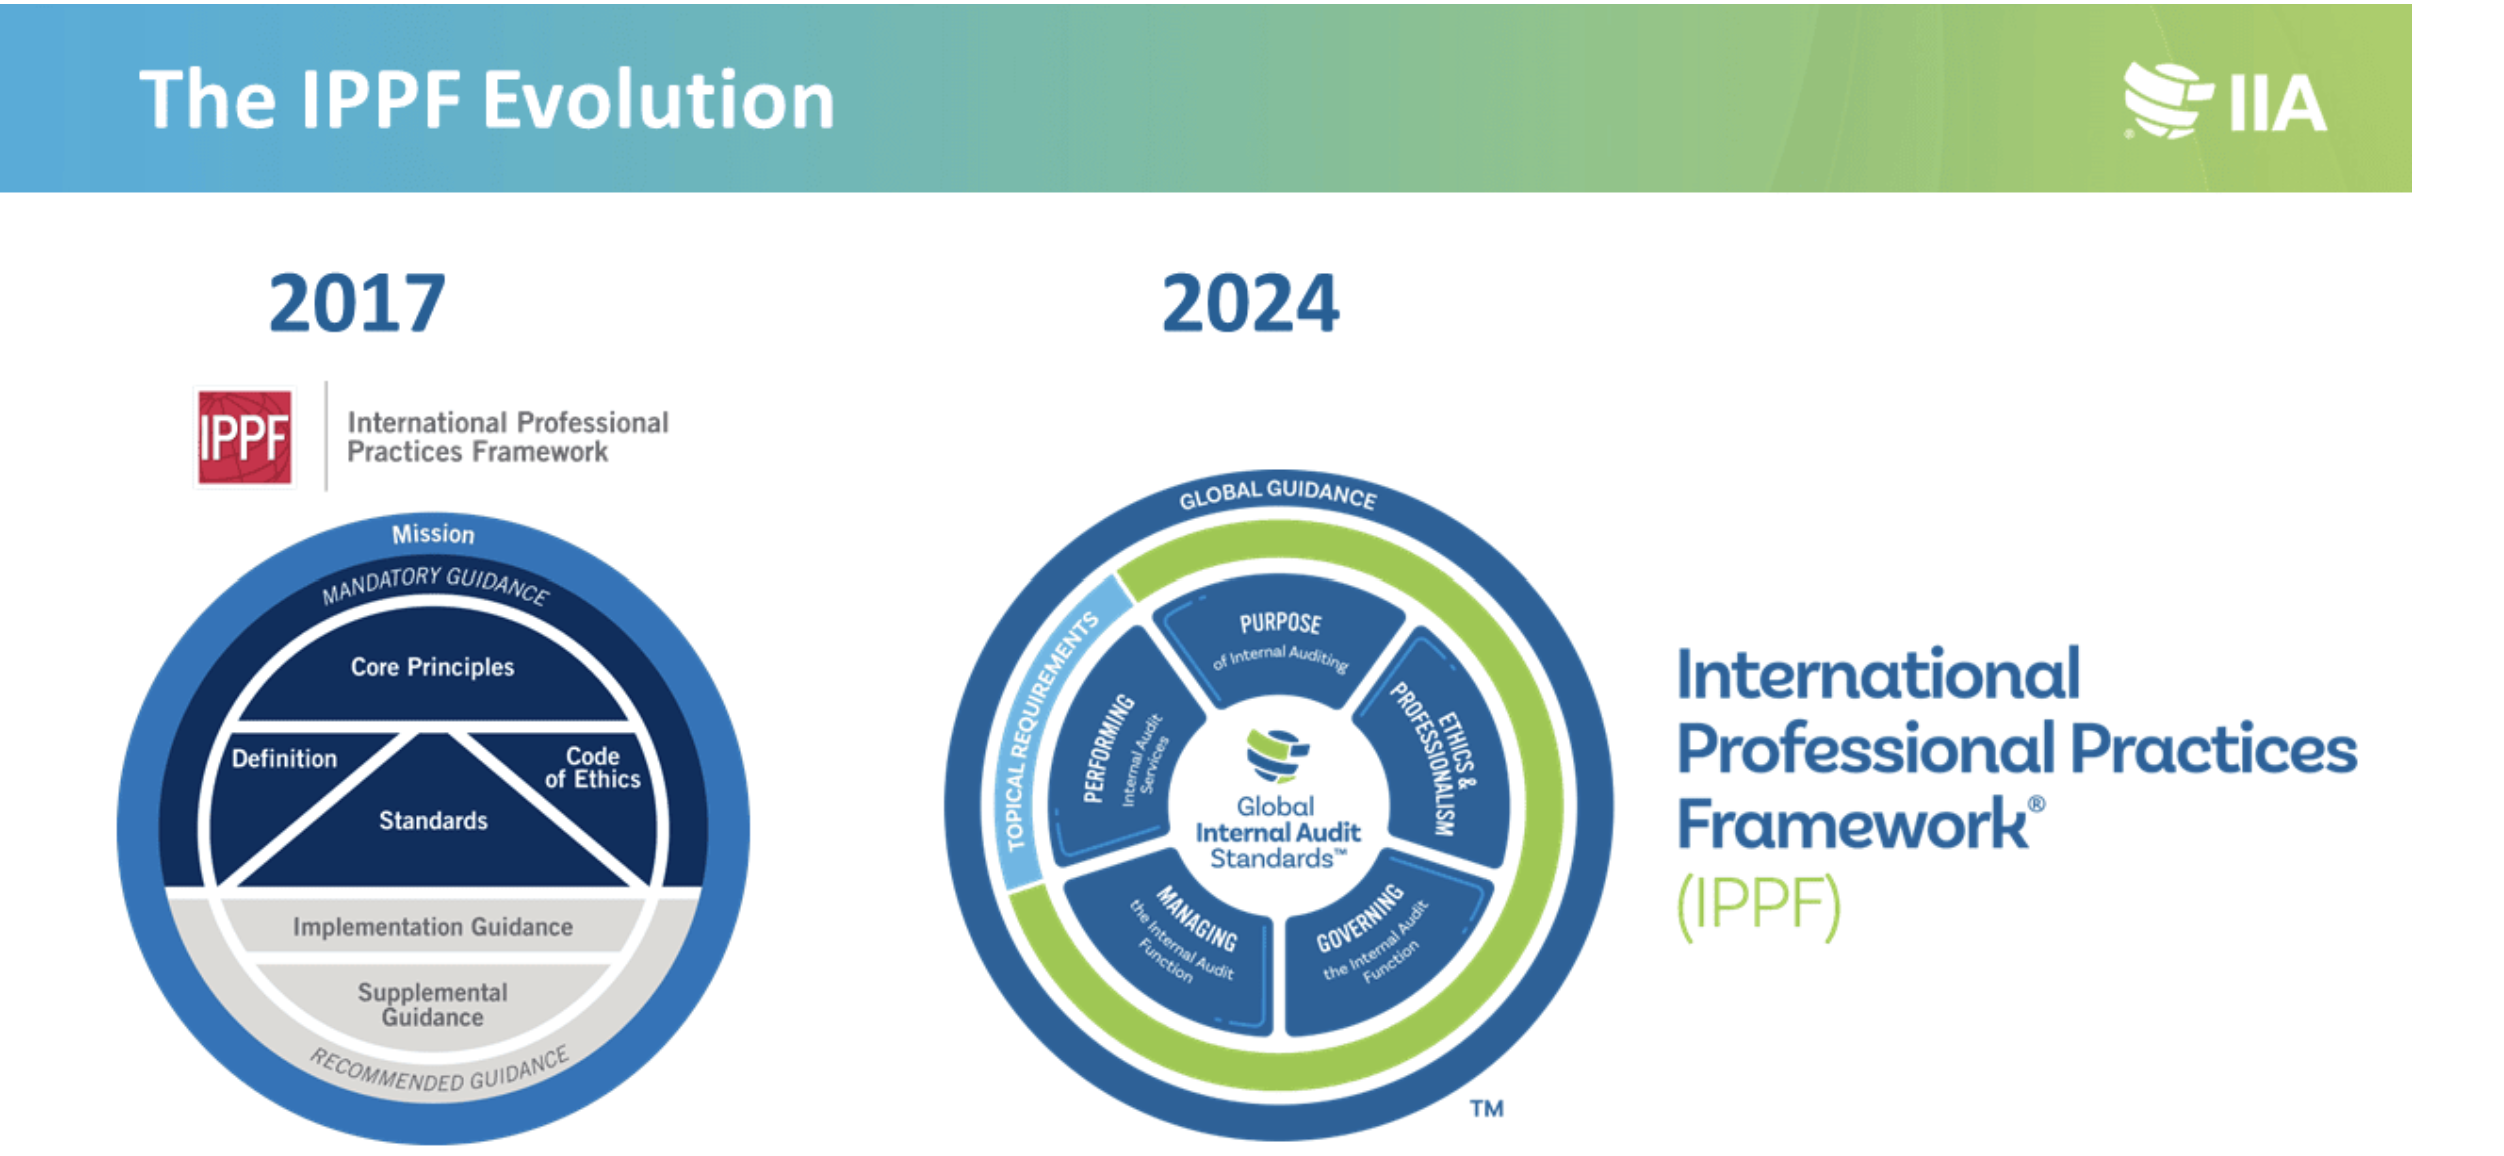 The IPPF Evolution
® IIA
2017
2024
IPPF
International Professional
Practices Framework
Mission
MANDATORY GUIDANCE
Core Principles
Definition
Code
of Ethics
Standards
Implementation Guidance
Supplemental
Guidance
RECOMMENDED GUIDANCE
GLOBAL GUIDANCE
TOPICAL REQUIREMENTS
PURPOSE
of Internal Auditing
ETHICS &
PROFESSIONALISM
GOVERNING
the Internal Audit
Function
MANAGING
the Internal Audit
Function
PERFORMING
Internal Audit
Services
Global
Internal Audit
Standards™
TM
International
Professional Practices
Framework®
(IPPF)